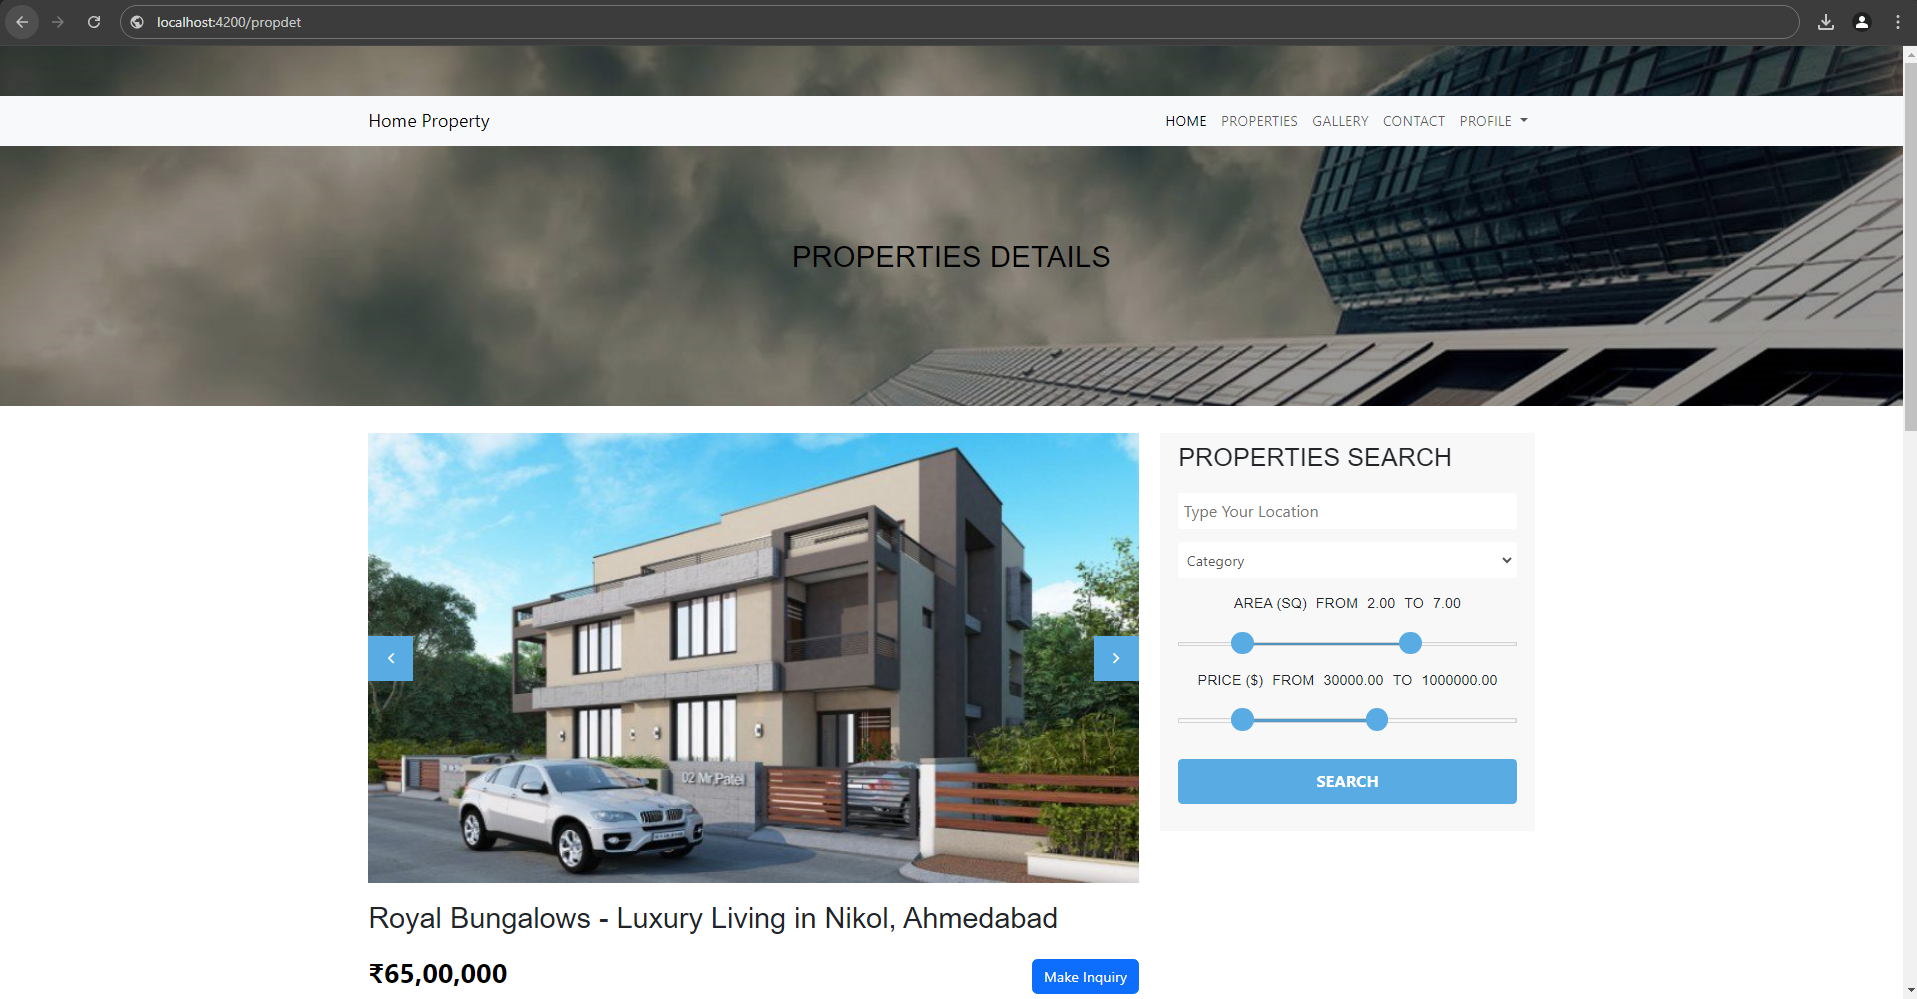 localhost:4200/propdet
Home Property
HOME PROPERTIES GALLERY CONTACT PROFILE
PROPERTIES DETAILS
PROPERTIES SEARCH
Type Your Location
Category
AREA (SQ) FROM 2.00 TO 7.00
PRICE ($) FROM 30000.00 TO 1000000.00
SEARCH
02 Mr.Patel
Royal Bungalows - Luxury Living in Nikol, Ahmedabad
₹65,00,000
Make Inquiry